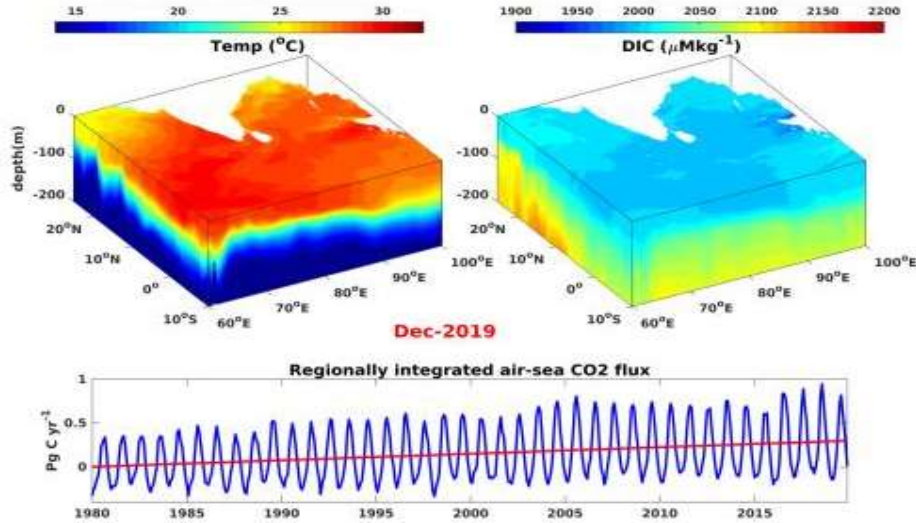 15 20 25 30
Temp (°C)
1900 1950 2000 2050 2100 2150 2200
DIC (μMkg⁻¹)
depth(m)
0
-100
-200
20°N
10°N
0°
10°S
60°E
70°E
80°E
90°E
100°E
0
-100
-200
20°N
10°N
0°
10°S
60°E
70°E
80°E
90°E
100°E
Dec-2019
Regionally integrated air-sea CO2 flux
Pg C yr⁻¹
1
0.5
0
1980 1985 1990 1995 2000 2005 2010 2015